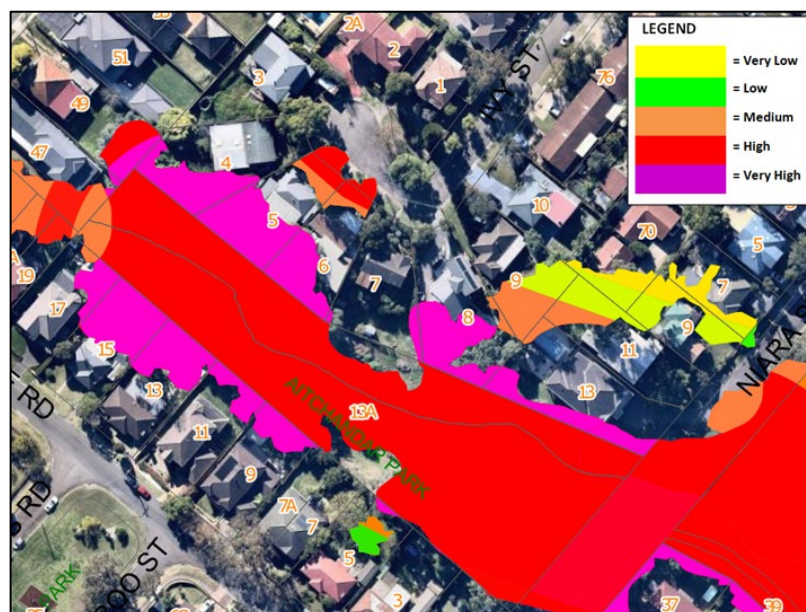 LEGEND
= Very Low
= Low
= Medium
= High
= Very High
51
2A
2
3
1
IVY ST
76
49
47
4
5
10
70
5
6
7
9
7
9
19
17
8
11
15
13
13
13A
AITCHANDAR PARK
NIARA
11
9
7A
7
RD
5
3
RD
OO ST
ARK
37
39